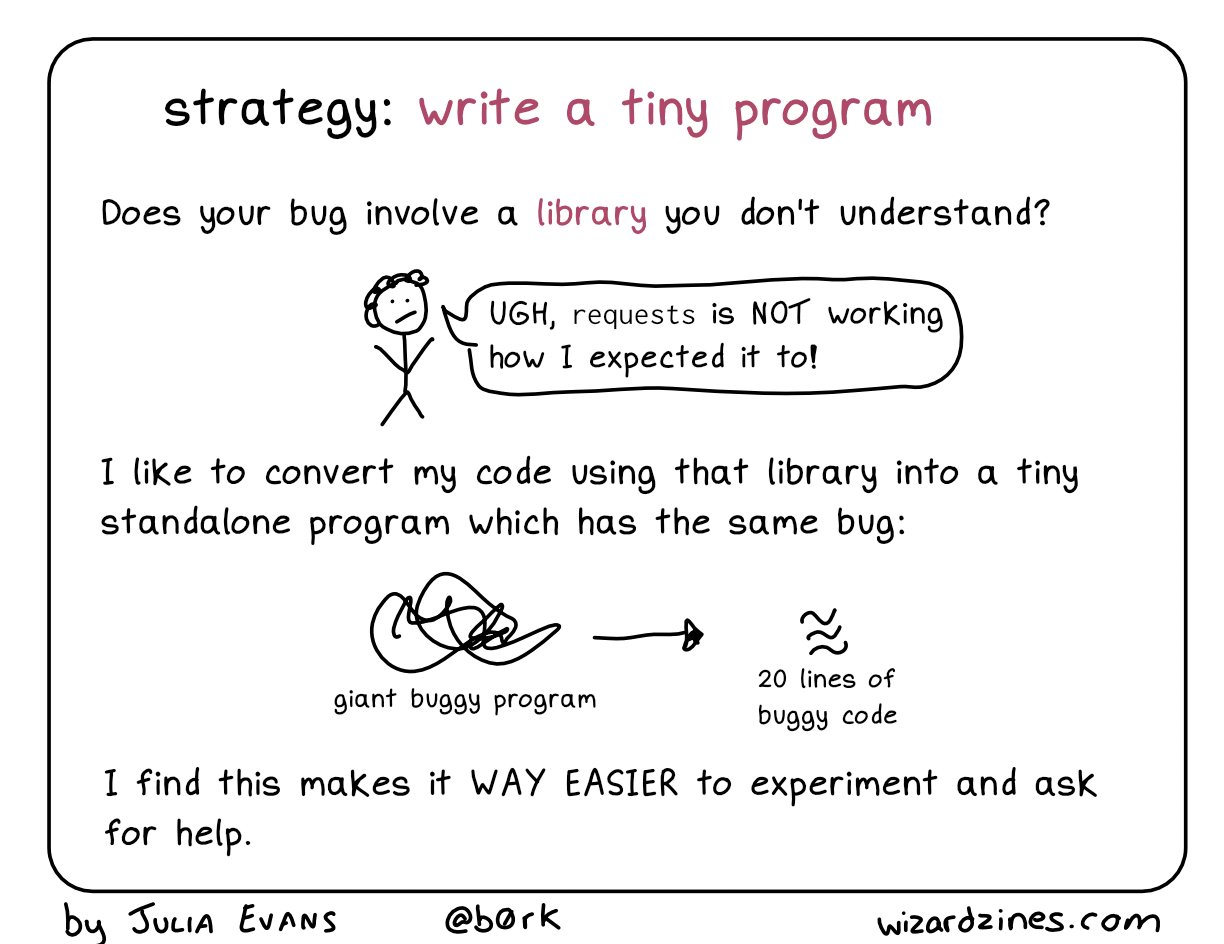 strategy: write a tiny program
Does your bug involve a library you don't understand?
UGH, requests is NOT working
how I expected it to!
I like to convert my code using that library into a tiny
standalone program which has the same bug:
giant buggy program
20 lines of
buggy code
I find this makes it WAY EASIER to experiment and ask
for help.
by JULIA EVANS @b0rk wizardzines.com